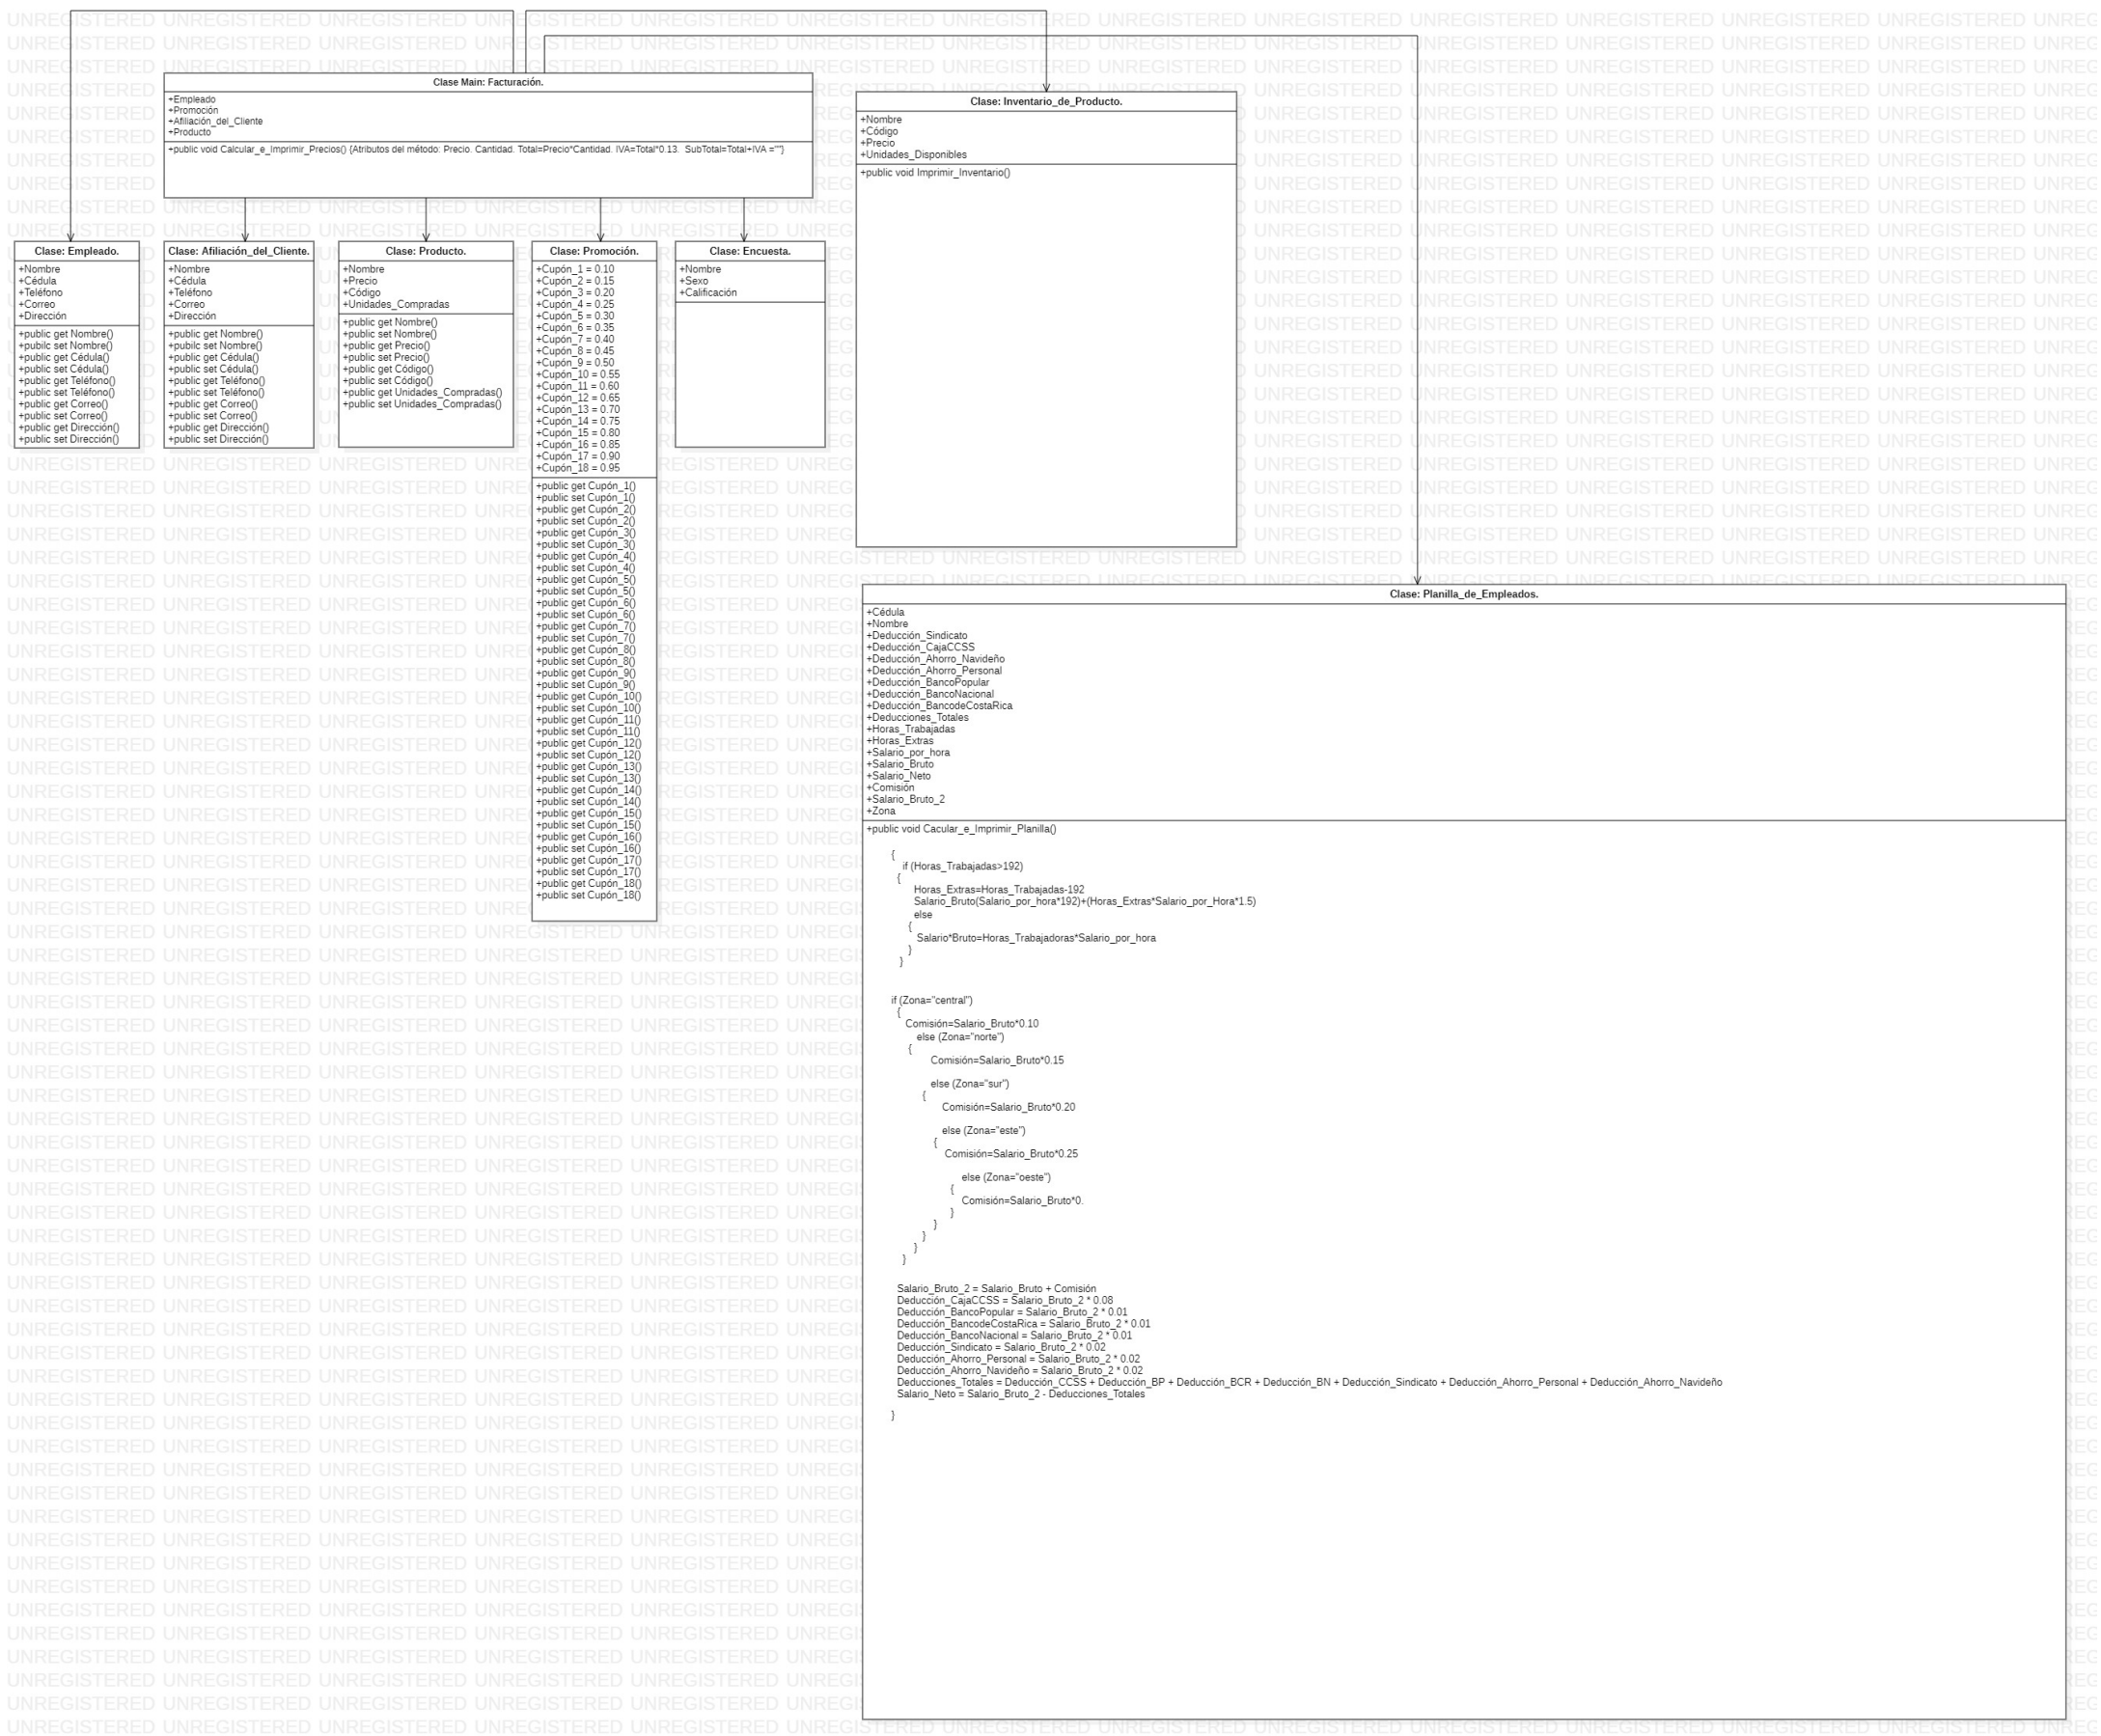 Clase Main: Facturación.
+Empleado
+Promoción
+Afiliación_del_Cliente
+Producto
+public void Calcular_e_Imprimir_Precios() {Atributos del método: Precio. Cantidad. Total=Precio*Cantidad. IVA=Total*0.13.  SubTotal=Total+IVA =""}
Clase: Inventario_de_Producto.
+Nombre
+Código
+Precio
+Unidades_Disponibles
+public void Imprimir_Inventario()
Clase: Empleado.
+Nombre
+Cédula
+Teléfono
+Correo
+Dirección
+public get Nombre()
+pubilc set Nombre()
+public get Cédula()
+public set Cédula()
+public get Teléfono()
+public set Teléfono()
+public get Correo()
+public set Correo()
+public get Dirección()
+public set Dirección()
Clase: Afiliación_del_Cliente.
+Nombre
+Cédula
+Teléfono
+Correo
+Dirección
+public get Nombre()
+pubilc set Nombre()
+public get Cédula()
+public set Cédula()
+public get Teléfono()
+public set Teléfono()
+public get Correo()
+public set Correo()
+public get Dirección()
+public set Dirección()
Clase: Producto.
+Nombre
+Precio
+Código
+Unidades_Compradas
+public get Nombre()
+public set Nombre()
+public get Precio()
+public set Precio()
+public get Código()
+public set Código()
+public get Unidades_Compradas()
+public set Unidades_Compradas()
Clase: Promoción.
+Cupón_1 = 0.10
+Cupón_2 = 0.15
+Cupón_3 = 0.20
+Cupón_4 = 0.25
+Cupón_5 = 0.30
+Cupón_6 = 0.35
+Cupón_7 = 0.40
+Cupón_8 = 0.45
+Cupón_9 = 0.50
+Cupón_10 = 0.55
+Cupón_11 = 0.60
+Cupón_12 = 0.65
+Cupón_13 = 0.70
+Cupón_14 = 0.75
+Cupón_15 = 0.80
+Cupón_16 = 0.85
+Cupón_17 = 0.90
+Cupón_18 = 0.95
+public get Cupón_1()
+public set Cupón_1()
+public get Cupón_2()
+public set Cupón_2()
+public get Cupón_3()
+public set Cupón_3()
+public get Cupón_4()
+public set Cupón_4()
+public get Cupón_5()
+public set Cupón_5()
+public get Cupón_6()
+public set Cupón_6()
+public get Cupón_7()
+public set Cupón_7()
+public get Cupón_8()
+public set Cupón_8()
+public get Cupón_9()
+public set Cupón_9()
+public get Cupón_10()
+public set Cupón_10()
+public get Cupón_11()
+public set Cupón_11()
+public get Cupón_12()
+public set Cupón_12()
+public get Cupón_13()
+public set Cupón_13()
+public get Cupón_14()
+public set Cupón_14()
+public get Cupón_15()
+public set Cupón_15()
+public get Cupón_16()
+public set Cupón_16()
+public get Cupón_17()
+public set Cupón_17()
+public get Cupón_18()
+public set Cupón_18()
Clase: Encuesta.
+Nombre
+Sexo
+Calificación
Clase: Planilla_de_Empleados.
+Cédula
+Nombre
+Deducción_Sindicato
+Deducción_CajaCCSS
+Deducción_Ahorro_Navideño
+Deducción_Ahorro_Personal
+Deducción_BancoPopular
+Deducción_BancoNacional
+Deducción_BancodeCostaRica
+Deducciones_Totales
+Horas_Trabajadas
+Horas_Extras
+Salario_por_hora
+Salario_Bruto
+Salario_Neto
+Comisión
+Salario_Bruto_2
+Zona
+public void Cacular_e_Imprimir_Planilla()
{
if (Horas_Trabajadas>192)
{
Horas_Extras=Horas_Trabajadas-192
Salario_Bruto(Salario_por_hora*192)+(Horas_Extras*Salario_por_Hora*1.5)
else
{
Salario*Bruto=Horas_Trabajadoras*Salario_por_hora
}
}
if (Zona="central")
{
Comisión=Salario_Bruto*0.10
else (Zona="norte")
{
Comisión=Salario_Bruto*0.15
else (Zona="sur")
{
Comisión=Salario_Bruto*0.20
else (Zona="este")
{
Comisión=Salario_Bruto*0.25
else (Zona="oeste")
{
Comisión=Salario_Bruto*0.
}
}
}
}
}
Salario_Bruto_2 = Salario_Bruto + Comisión
Deducción_CajaCCSS = Salario_Bruto_2 * 0.08
Deducción_BancoPopular = Salario_Bruto_2 * 0.01
Deducción_BancodeCostaRica = Salario_Bruto_2 * 0.01
Deducción_BancoNacional = Salario_Bruto_2 * 0.01
Deducción_Sindicato = Salario_Bruto_2 * 0.02
Deducción_Ahorro_Personal = Salario_Bruto_2 * 0.02
Deducción_Ahorro_Navideño = Salario_Bruto_2 * 0.02
Deducciones_Totales = Deducción_CCSS + Deducción_BP + Deducción_BCR + Deducción_BN + Deducción_Sindicato + Deducción_Ahorro_Personal + Deducción_Ahorro_Navideño
Salario_Neto = Salario_Bruto_2 - Deducciones_Totales
}